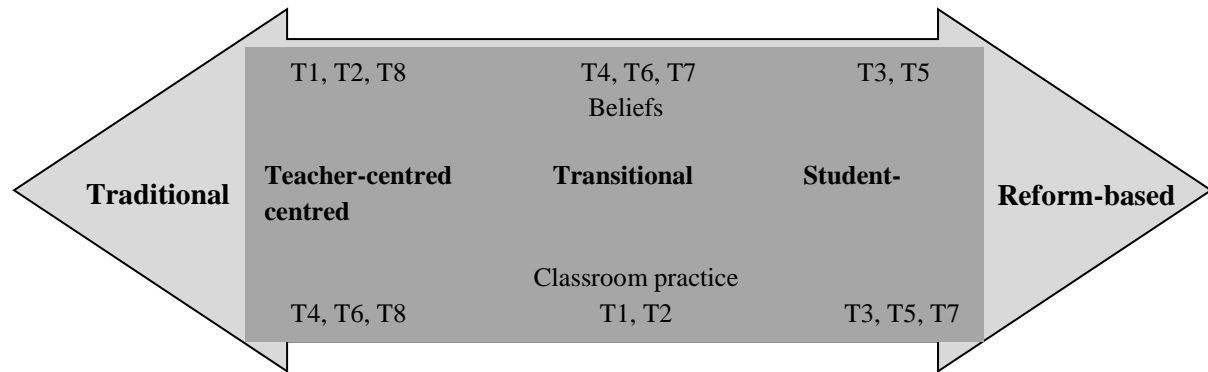 T1, T2, T8 T4, T6, T7 T3, T5
Beliefs
Teacher-centred Transitional Student-
Traditional centred Reform-based
Classroom practice
T4, T6, T8 T1, T2 T3, T5, T7